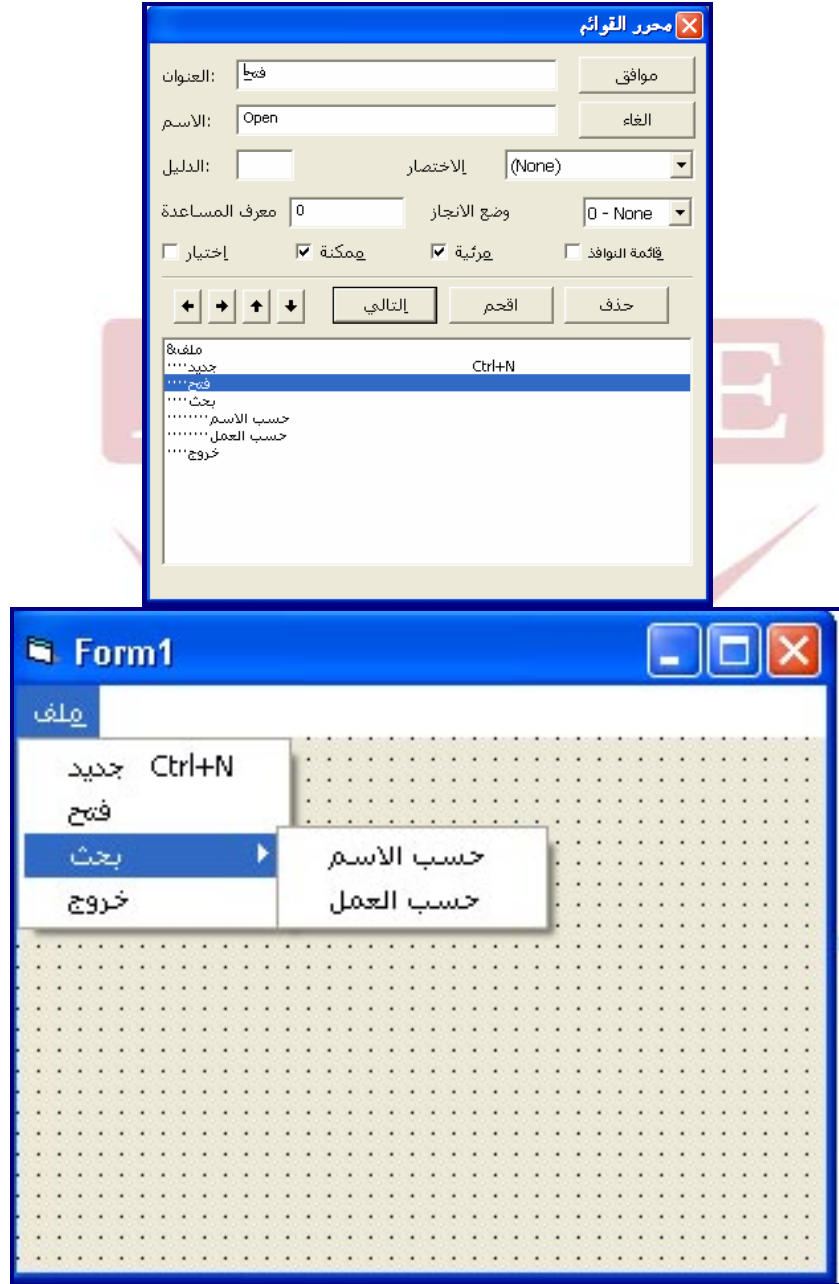 محرر القوائم
العنوان: فتح موافق
الاسم: Open الغاء
الدليل: الاختصار (None)
معرف المساعدة 0 وضع الانجاز 0 - None
إختيار ممكنة مرئية قائمة النوافذ
التالي اقحم حذف
ملف&
····جديد Ctrl+N
····فتح
····بحث
········حسب الاسم
········حسب العمل
····خروج
Form1
ملف
جديد Ctrl+N
فتح
بحث
حسب الاسم
خروج
حسب العمل